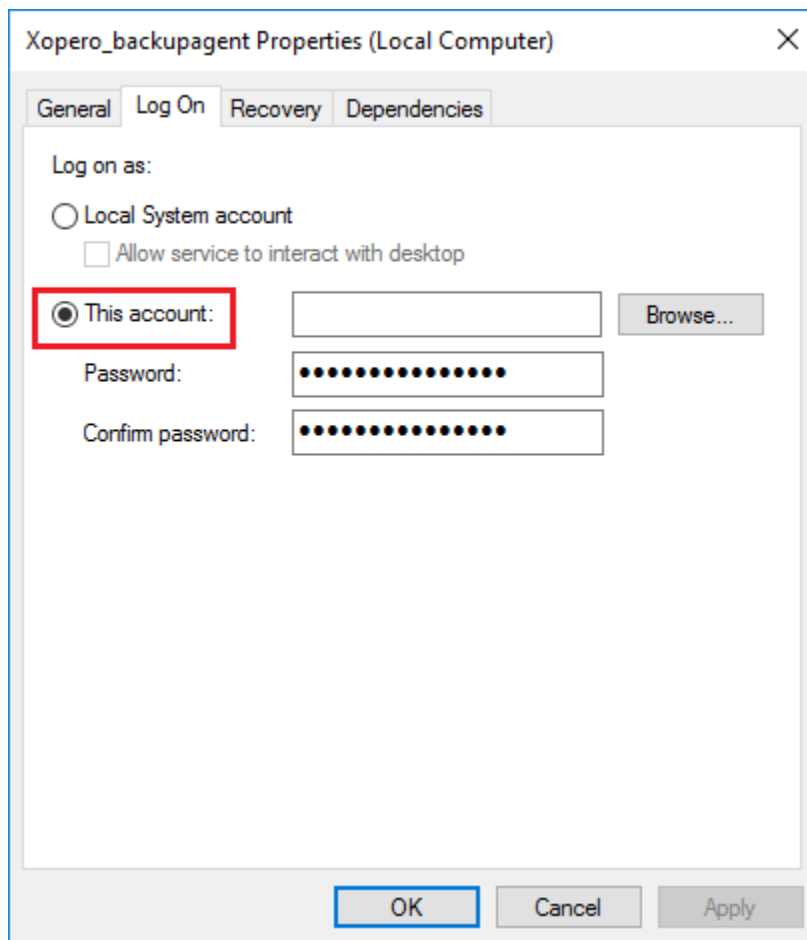 Xopero_backupagent Properties (Local Computer)
General Log On Recovery Dependencies
Log on as:
Local System account
Allow service to interact with desktop
This account:
Browse...
Password: •••••••••••••••
Confirm password: •••••••••••••••
OK Cancel Apply